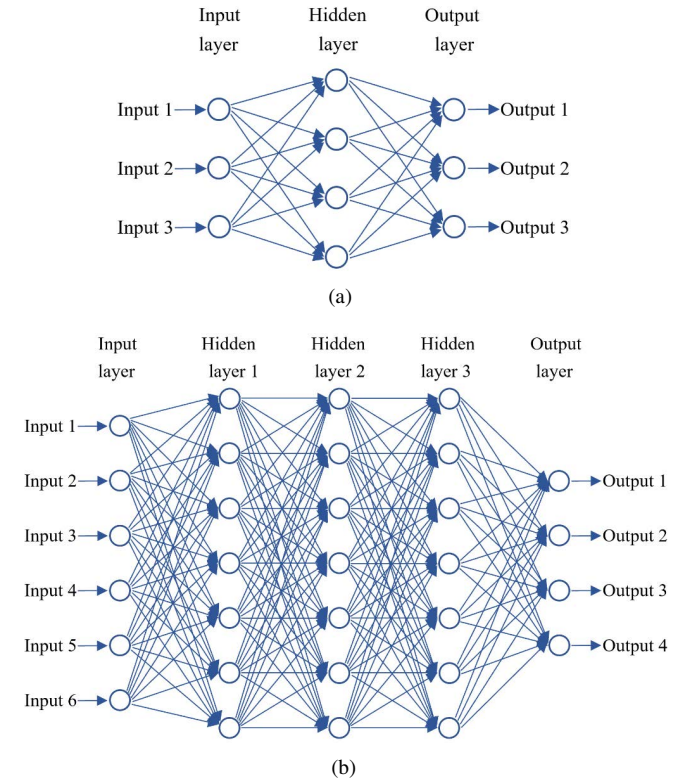 Input Hidden Output
layer layer layer
Input 1 Output 1
Input 2 Output 2
Input 3 Output 3
(a)
Input Hidden Hidden Hidden Output
layer layer 1 layer 2 layer 3 layer
Input 1
Input 2 Output 1
Input 3 Output 2
Input 4 Output 3
Input 5 Output 4
Input 6
(b)